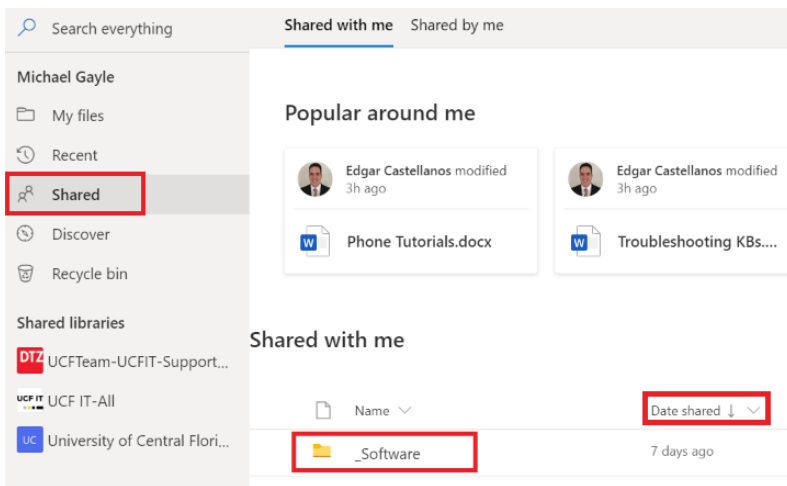 Search everything
Shared with me Shared by me
Michael Gayle
My files
Recent
Shared
Discover
Recycle bin
Shared libraries
DTZ UCFTeam-UCFIT-Support...
UCF IT UCF IT-All
UC University of Central Flori...
Popular around me
Edgar Castellanos modified
3h ago
W Phone Tutorials.docx
Edgar Castellanos modified
3h ago
W Troubleshooting KBs....
Shared with me
Name Date shared ↓
_Software 7 days ago